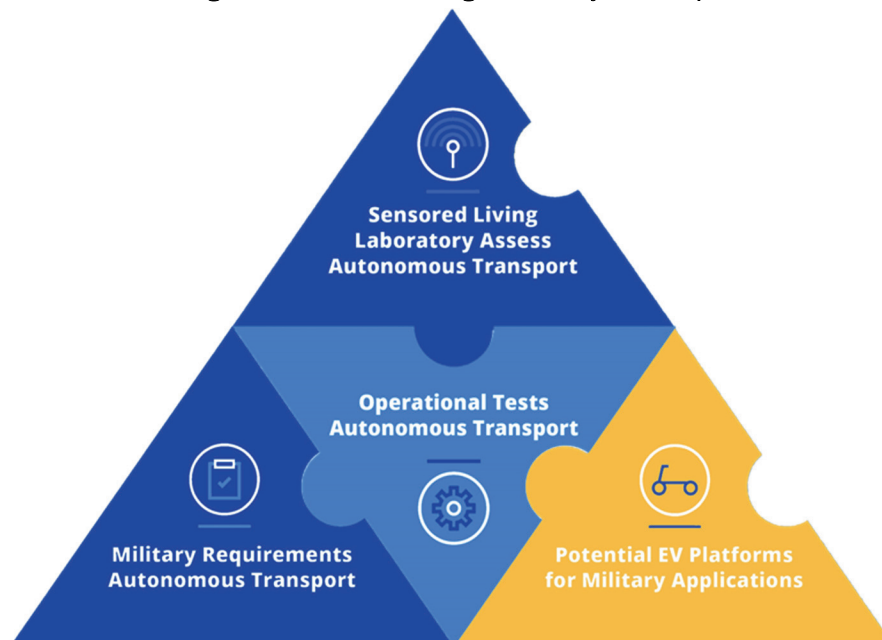 Sensored Living
Laboratory Assess
Autonomous Transport
Operational Tests
Autonomous Transport
Military Requirements
Autonomous Transport
Potential EV Platforms
for Military Applications